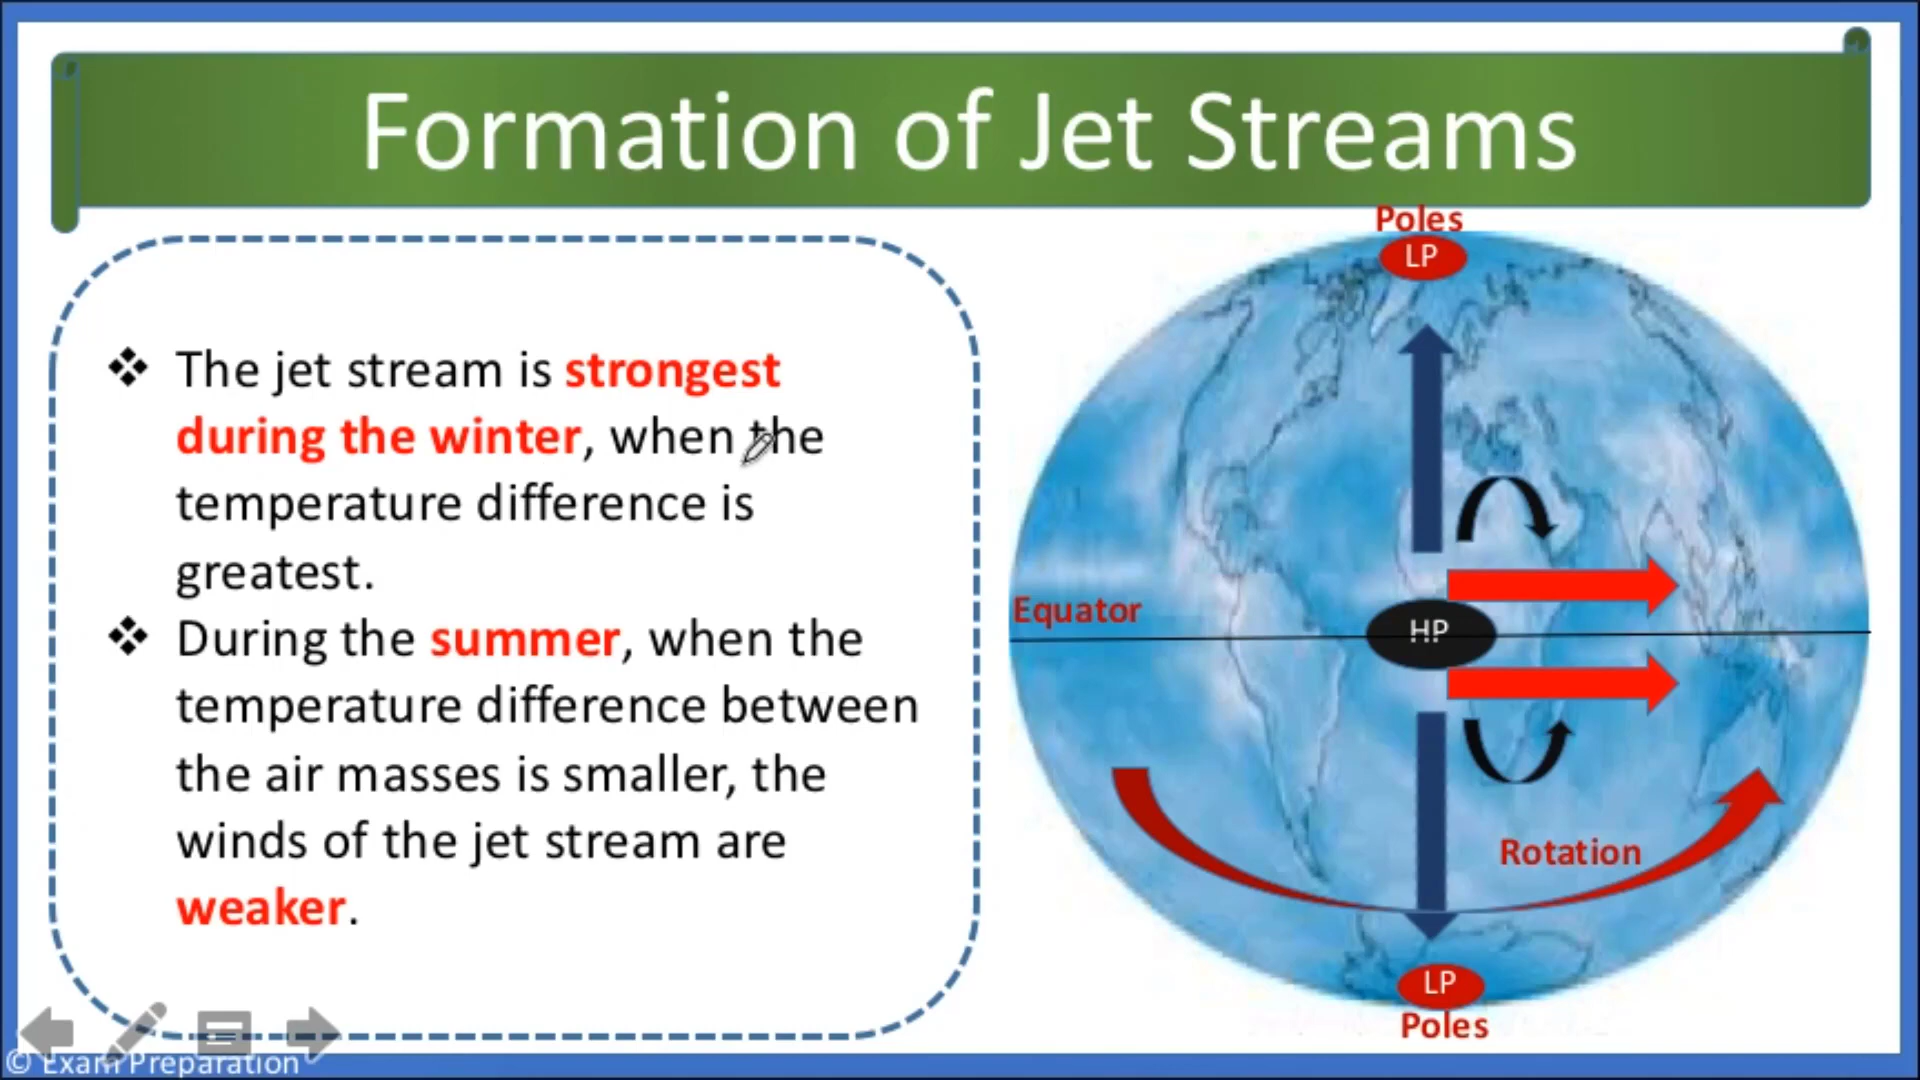 Formation of Jet Streams
❖ The jet stream is strongest
during the winter, when the
temperature difference is
greatest.
❖ During the summer, when the
temperature difference between
the air masses is smaller, the
winds of the jet stream are
weaker.
Poles
LP
Equator
HP
Rotation
LP
Poles
© Exam Preparation